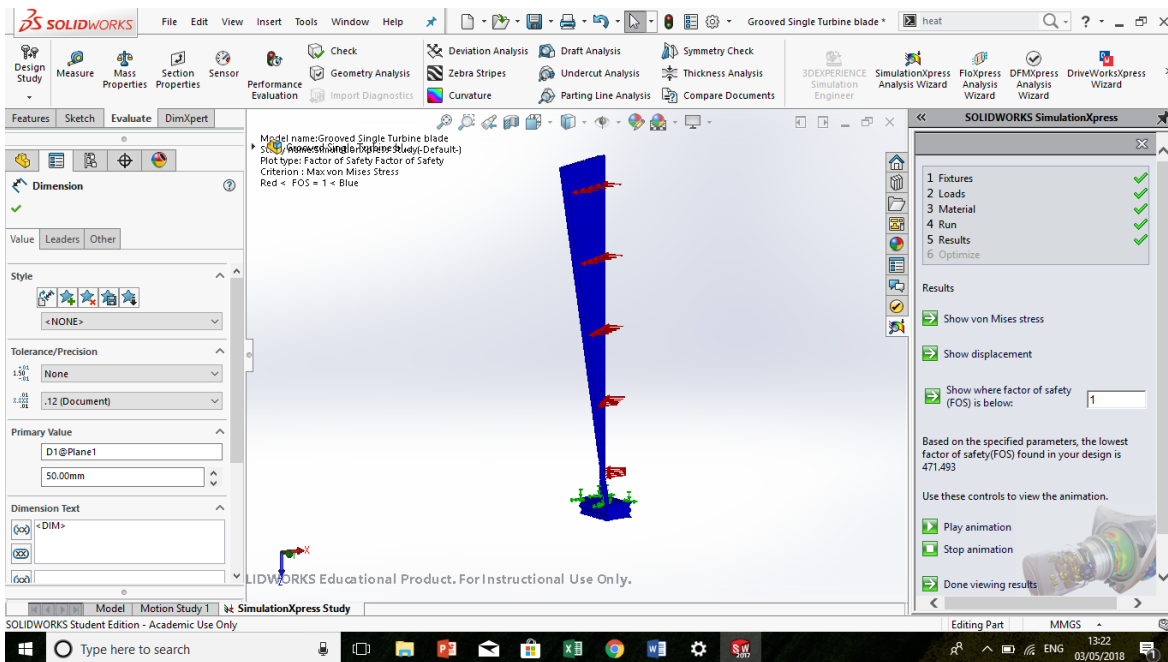 SOLIDWORKS File Edit View Insert Tools Window Help Grooved Single Turbine blade * heat
Design Study
Measure
Mass Properties
Section Properties
Sensor
Performance Evaluation
Check
Geometry Analysis
Import Diagnostics
Deviation Analysis
Zebra Stripes
Curvature
Draft Analysis
Undercut Analysis
Parting Line Analysis
Symmetry Check
Thickness Analysis
Compare Documents
3DEXPERIENCE Simulation Engineer
SimulationXpress Analysis Wizard
FloXpress Analysis Wizard
DFMXpress Analysis Wizard
DriveWorksXpress Wizard
Features Sketch Evaluate DimXpert
Dimension
Value Leaders Other
Style
<NONE>
Tolerance/Precision
None
.12 (Document)
Primary Value
D1@Plane1
50.00mm
Dimension Text
<DIM>
Model name:Grooved Single Turbine blade
Study name:SimulationXpress Study(-Default-)
Plot type: Factor of Safety Factor of Safety
Criterion : Max von Mises Stress
Red < FOS = 1 < Blue
X
Z
LIDWORKS Educational Product. For Instructional Use Only.
SOLIDWORKS SimulationXpress
1 Fixtures
2 Loads
3 Material
4 Run
5 Results
6 Optimize
Results
Show von Mises stress
Show displacement
Show where factor of safety
(FOS) is below: 1
Based on the specified parameters, the lowest
factor of safety(FOS) found in your design is
471.493
Use these controls to view the animation.
Play animation
Stop animation
Done viewing results
Model Motion Study 1 SimulationXpress Study
SOLIDWORKS Student Edition - Academic Use Only Editing Part MMGS
Type here to search ENG 13:22
03/05/2018